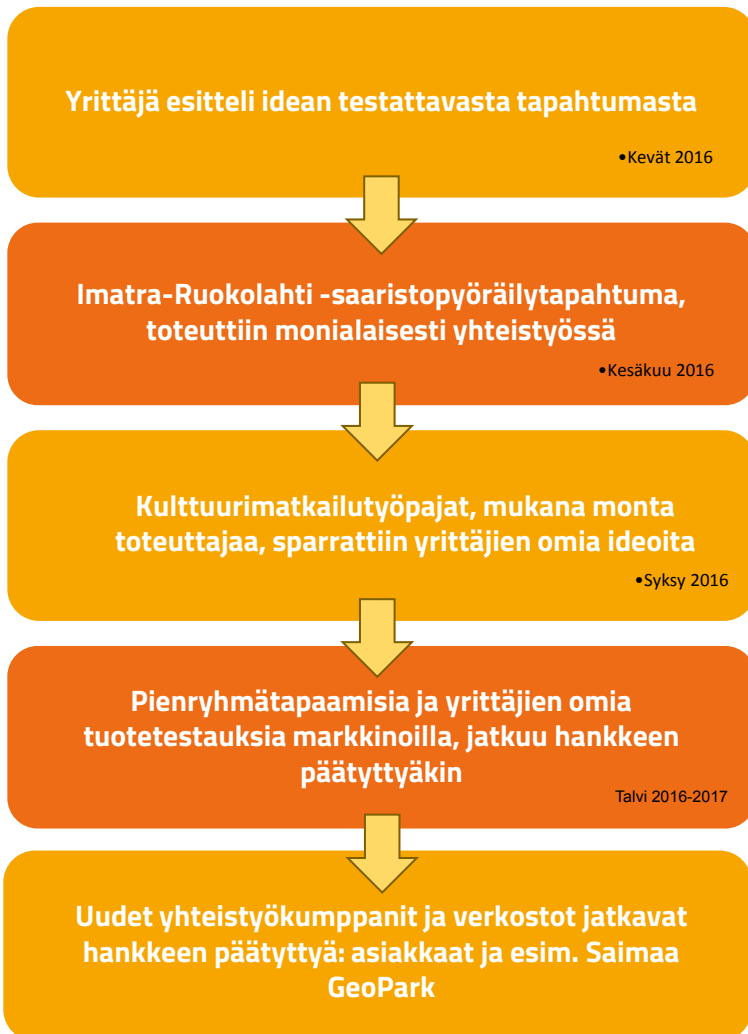 Yrittäjä esitteli idean testattavasta tapahtumasta
•Kevät 2016
Imatra-Ruokolahti -saaristopyöräilytapahtuma,
toteuttiin monialaisesti yhteistyössä
•Kesäkuu 2016
Kulttuurimatkailutyöpajat, mukana monta
toteuttajaa, sparrattiin yrittäjien omia ideoita
•Syksy 2016
Pienryhmätapaamisia ja yrittäjien omia
tuotetestauksia markkinoilla, jatkuu hankkeen
päätyttyäkin
Talvi 2016-2017
Uudet yhteistyökumppanit ja verkostot jatkavat
hankkeen päätyttyä: asiakkaat ja esim. Saimaa
GeoPark